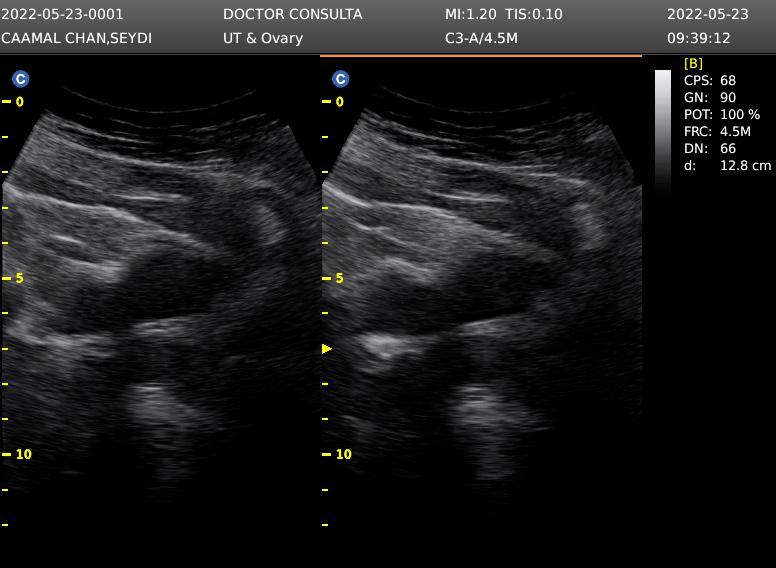 2022-05-23-0001 DOCTOR CONSULTA MI:1.20 TIS:0.10 2022-05-23
CAAMAL CHAN,SEYDI UT & Ovary C3-A/4.5M 09:39:12
[B]
CPS: 68
GN: 90
POT: 100 %
FRC: 4.5M
DN: 66
d: 12.8 cm
C C
0 0
5 5
10 10